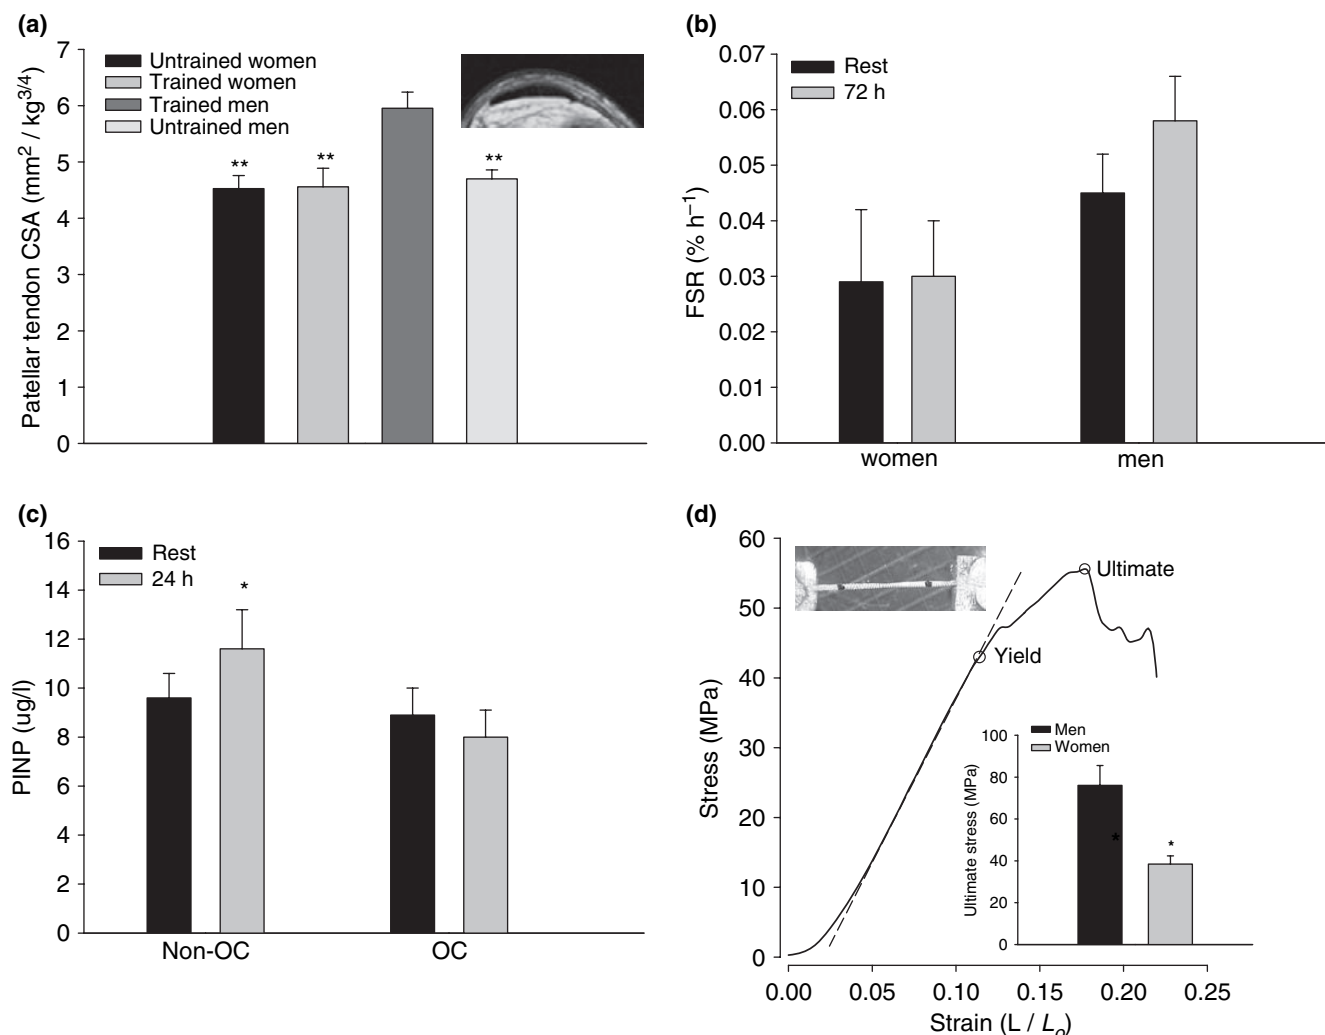 (a)
7
6
5
4
3
2
1
0
Patellar tendon CSA (mm² / kg³ᐟ⁴)
Untrained women
Trained women
Trained men
Untrained men
**
**
**
(b)
0.07
0.06
0.05
0.04
0.03
0.02
0.01
0.00
FSR (% h⁻¹)
Rest
72 h
women
men
(c)
16
14
12
10
8
6
4
2
0
PINP (ug/l)
Rest
24 h
*
Non-OC
OC
(d)
60
50
40
30
20
10
0
Stress (MPa)
Ultimate
Yield
Men
Women
100
80
60
40
20
0
Ultimate stress (MPa)
*
*
0.00
0.05
0.10
0.15
0.20
0.25
Strain (L / Lₒ)